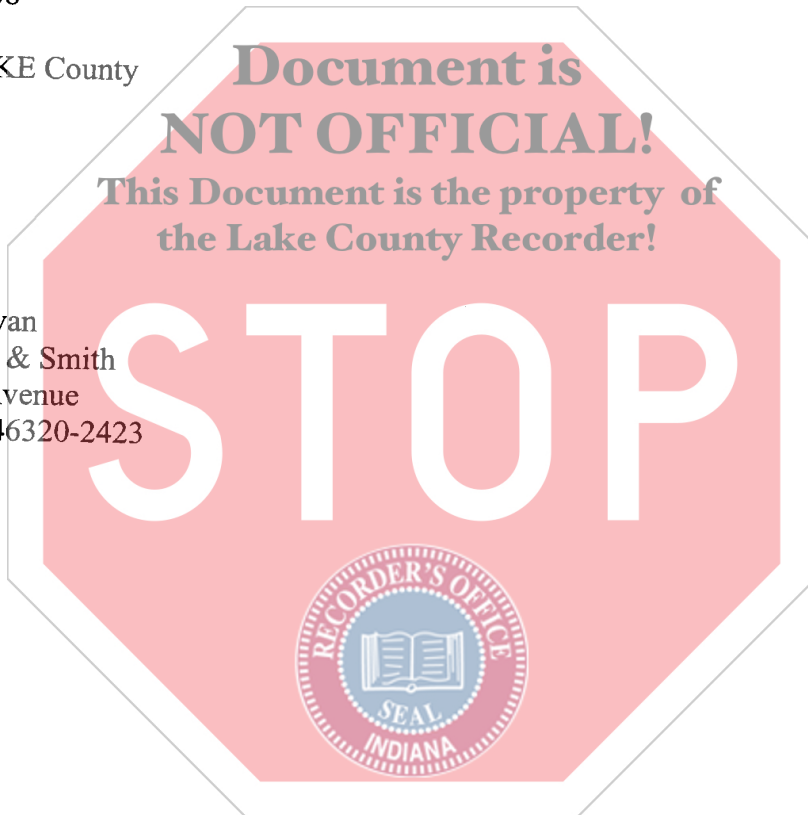 KE County
Document is
NOT OFFICIAL!
This Document is the property of
the Lake County Recorder!
van
& Smith
venue
46320-2423
STOP
RECORDER'S OFFICE
SEAL
INDIANA